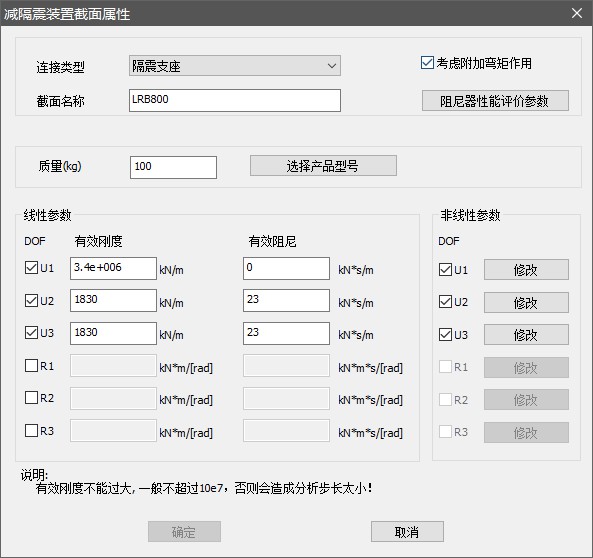 减隔震装置截面属性
连接类型 隔震支座 考虑附加弯矩作用
截面名称 LRB800 阻尼器性能评价参数
质量(kg) 100 选择产品型号
线性参数 非线性参数
DOF 有效刚度 有效阻尼 DOF
U1 3.4e+006 kN/m 0 kN*s/m U1 修改
U2 1830 kN/m 23 kN*s/m U2 修改
U3 1830 kN/m 23 kN*s/m U3 修改
R1 kN*m/[rad] kN*m*s/[rad] R1 修改
R2 kN*m/[rad] kN*m*s/[rad] R2 修改
R3 kN*m/[rad] kN*m*s/[rad] R3 修改
说明:
有效刚度不能过大,一般不超过10e7，否则会造成分析步长太小!
确定 取消